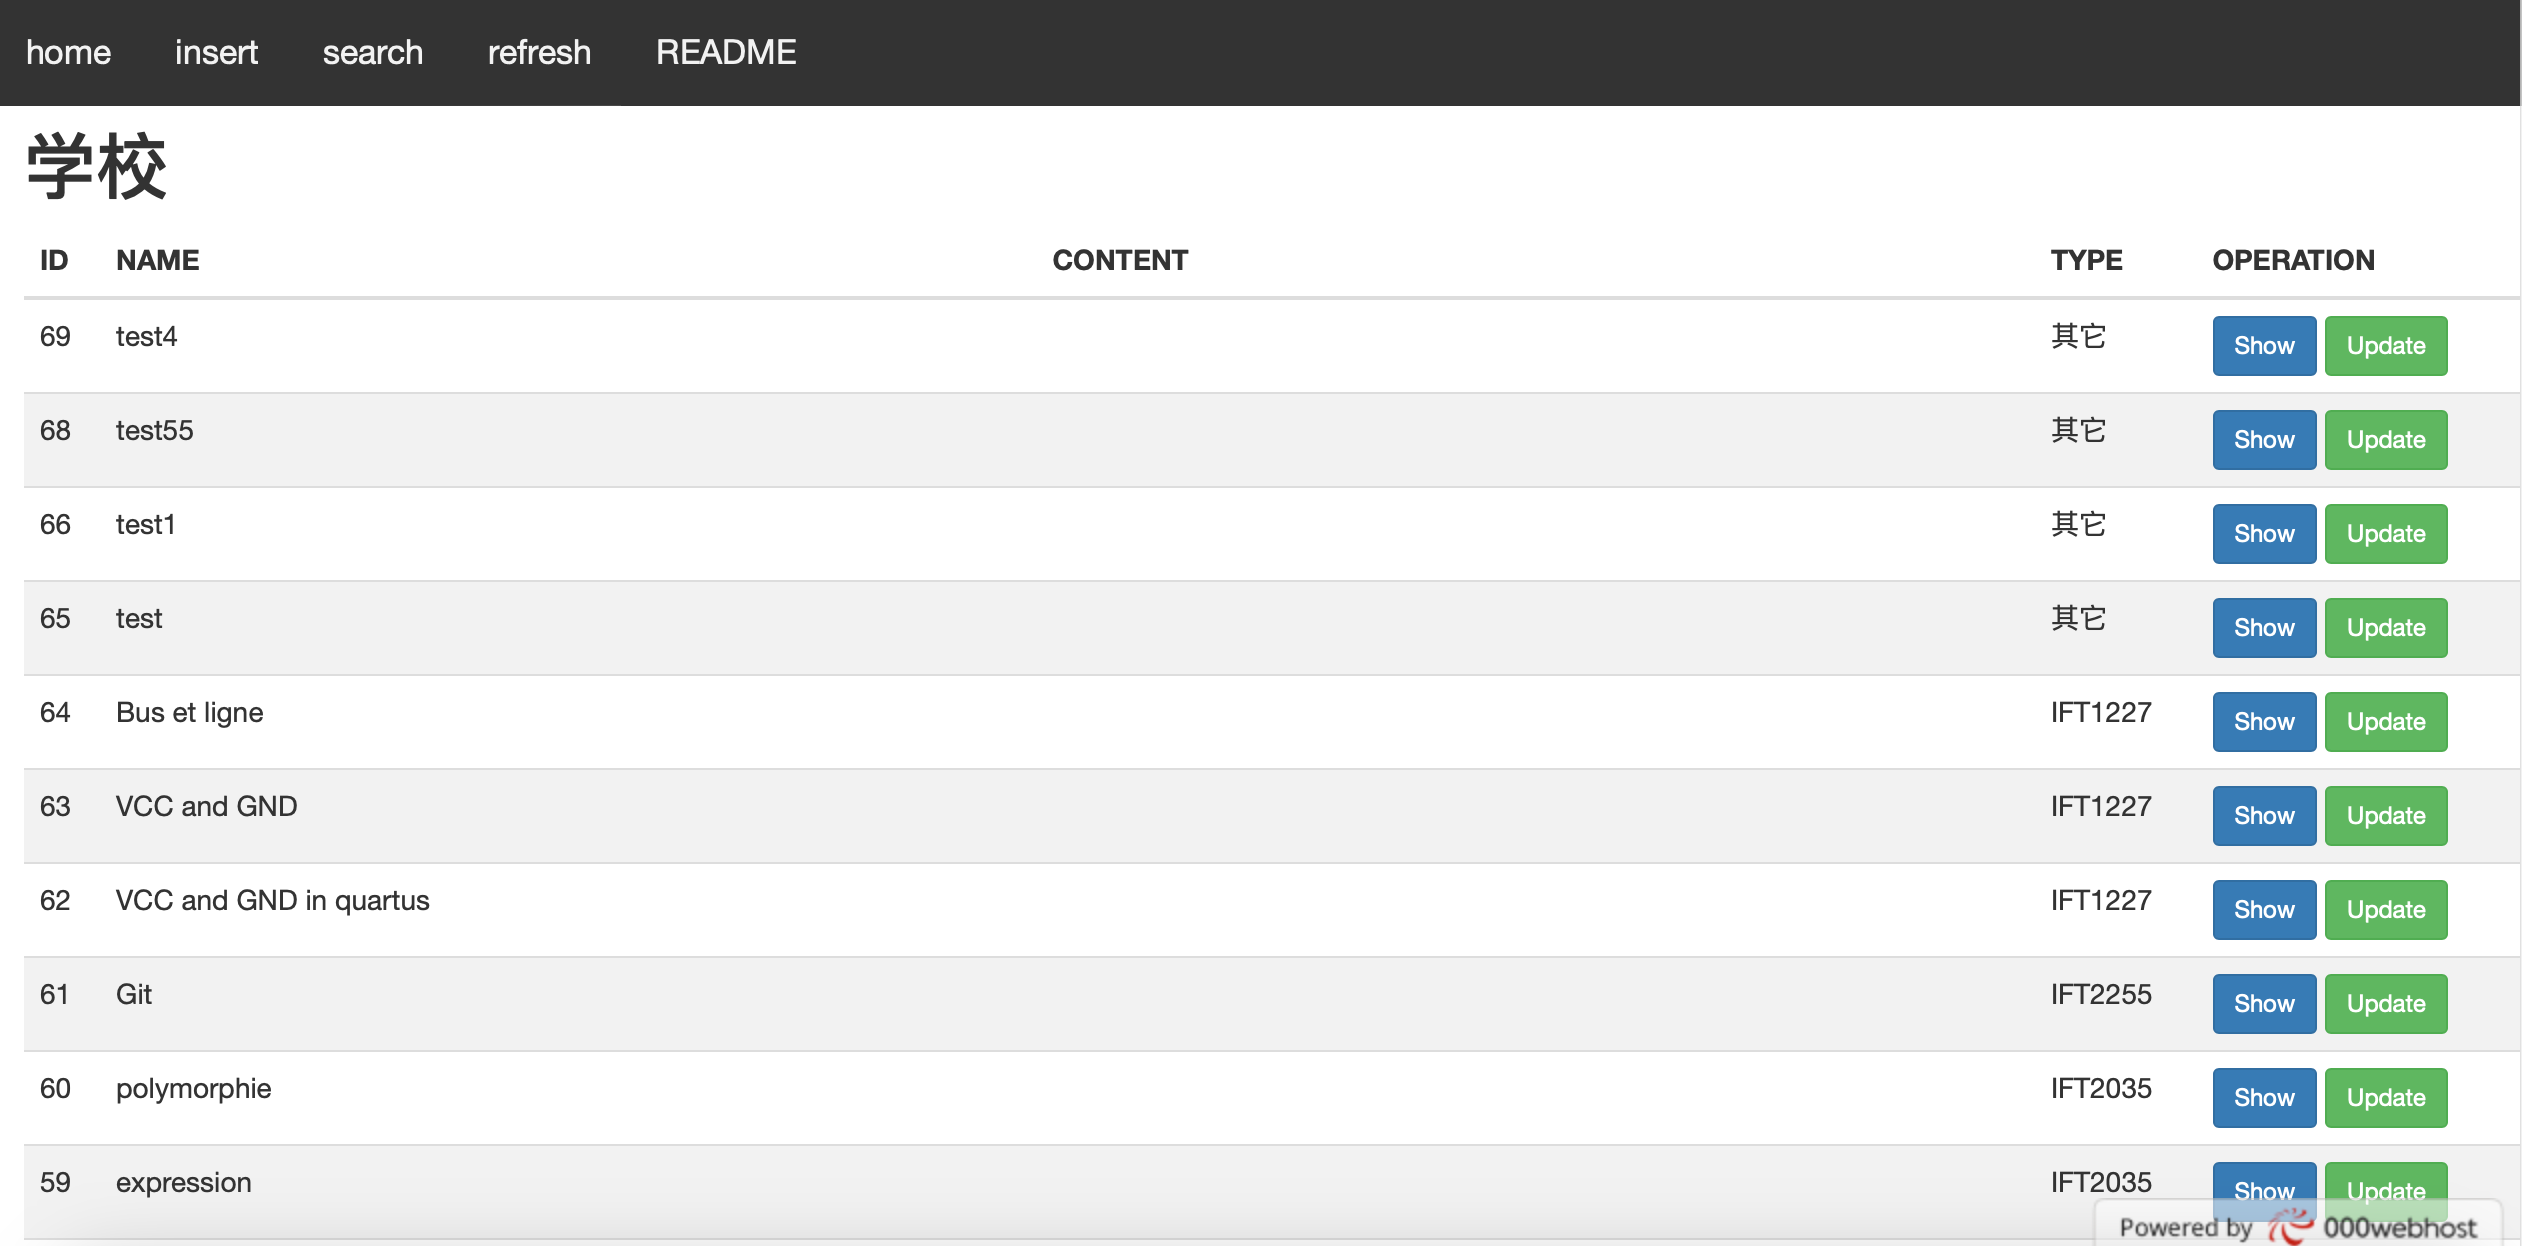 home insert search refresh README
学校
ID NAME CONTENT TYPE OPERATION
69 test4 其它 Show Update
68 test55 其它 Show Update
66 test1 其它 Show Update
65 test 其它 Show Update
64 Bus et ligne IFT1227 Show Update
63 VCC and GND IFT1227 Show Update
62 VCC and GND in quartus IFT1227 Show Update
61 Git IFT2255 Show Update
60 polymorphie IFT2035 Show Update
59 expression IFT2035 Show Update
Powered by 000webhost